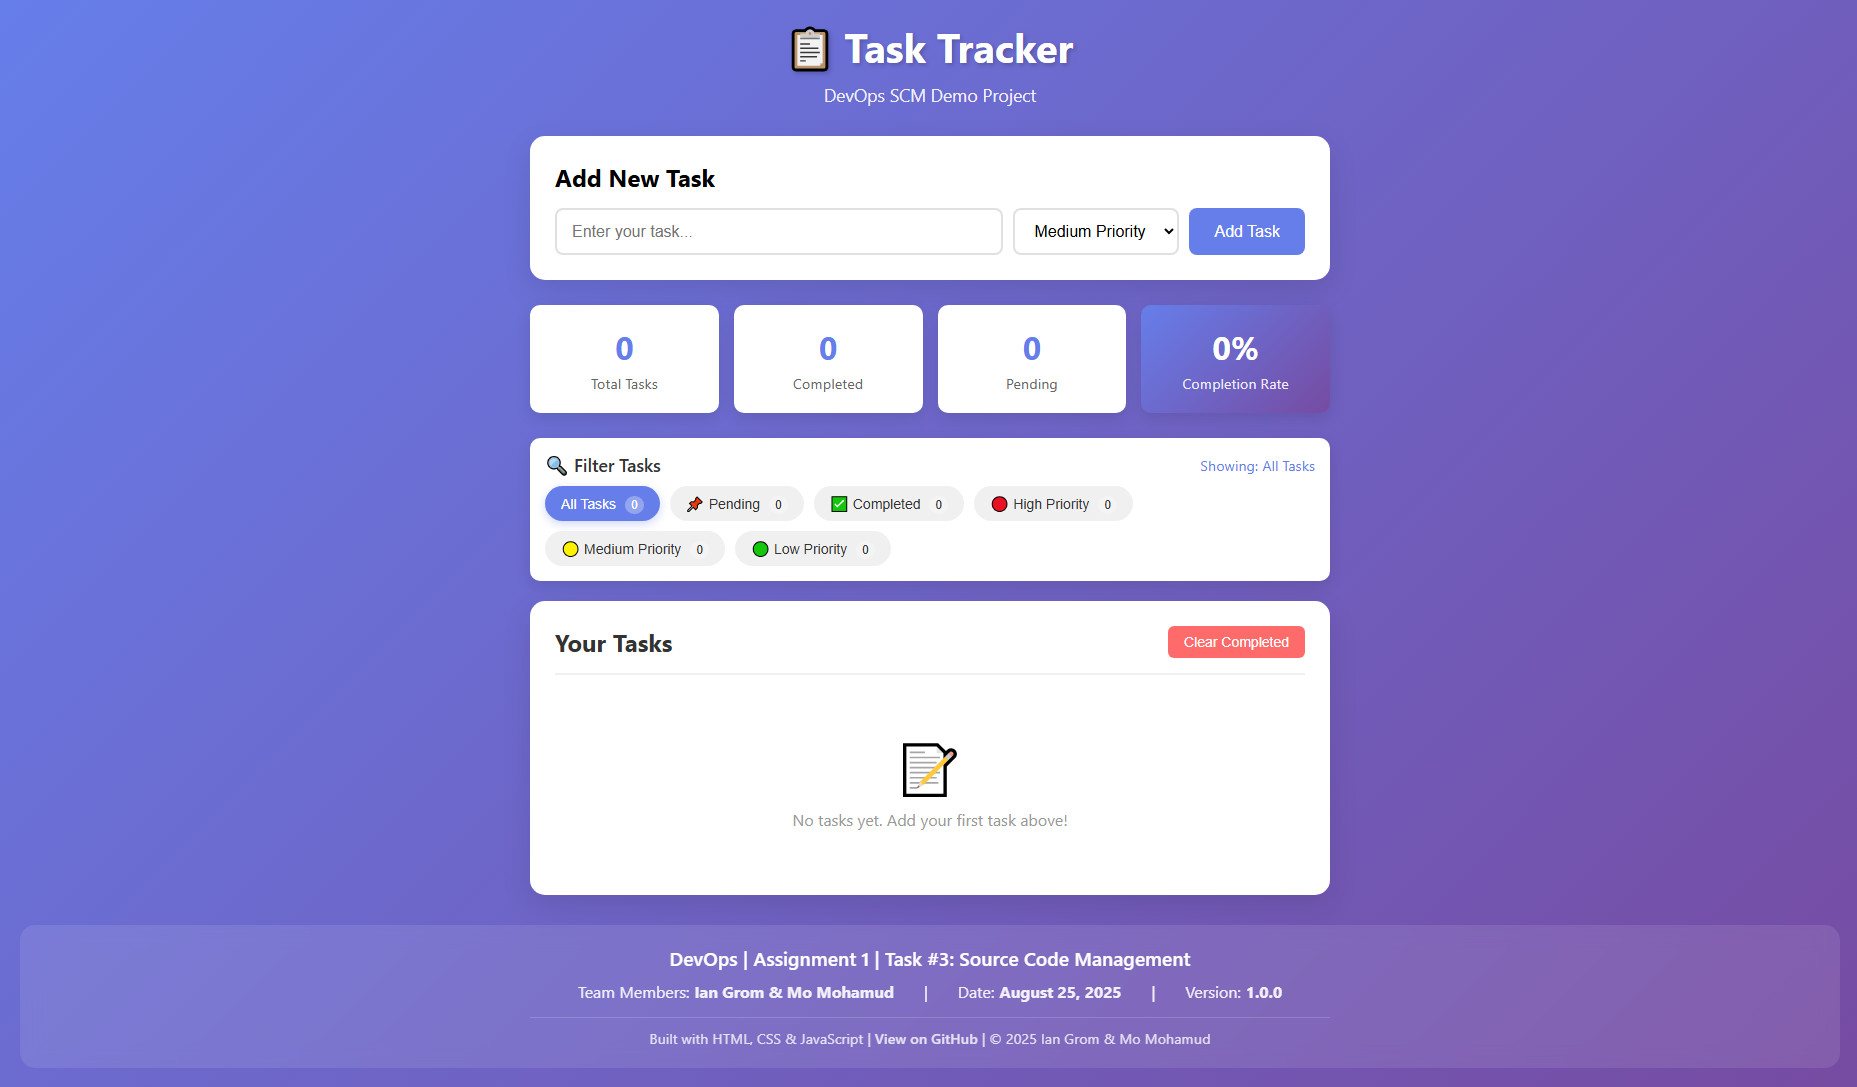 Task Tracker
DevOps SCM Demo Project
Add New Task
Enter your task...
Medium Priority
Add Task
0
Total Tasks
0
Completed
0
Pending
0%
Completion Rate
Filter Tasks
Showing: All Tasks
All Tasks 0
Pending 0
Completed 0
High Priority 0
Medium Priority 0
Low Priority 0
Your Tasks
Clear Completed
No tasks yet. Add your first task above!
DevOps | Assignment 1 | Task #3: Source Code Management
Team Members: Ian Grom & Mo Mohamud | Date: August 25, 2025 | Version: 1.0.0
Built with HTML, CSS & JavaScript | View on GitHub | © 2025 Ian Grom & Mo Mohamud